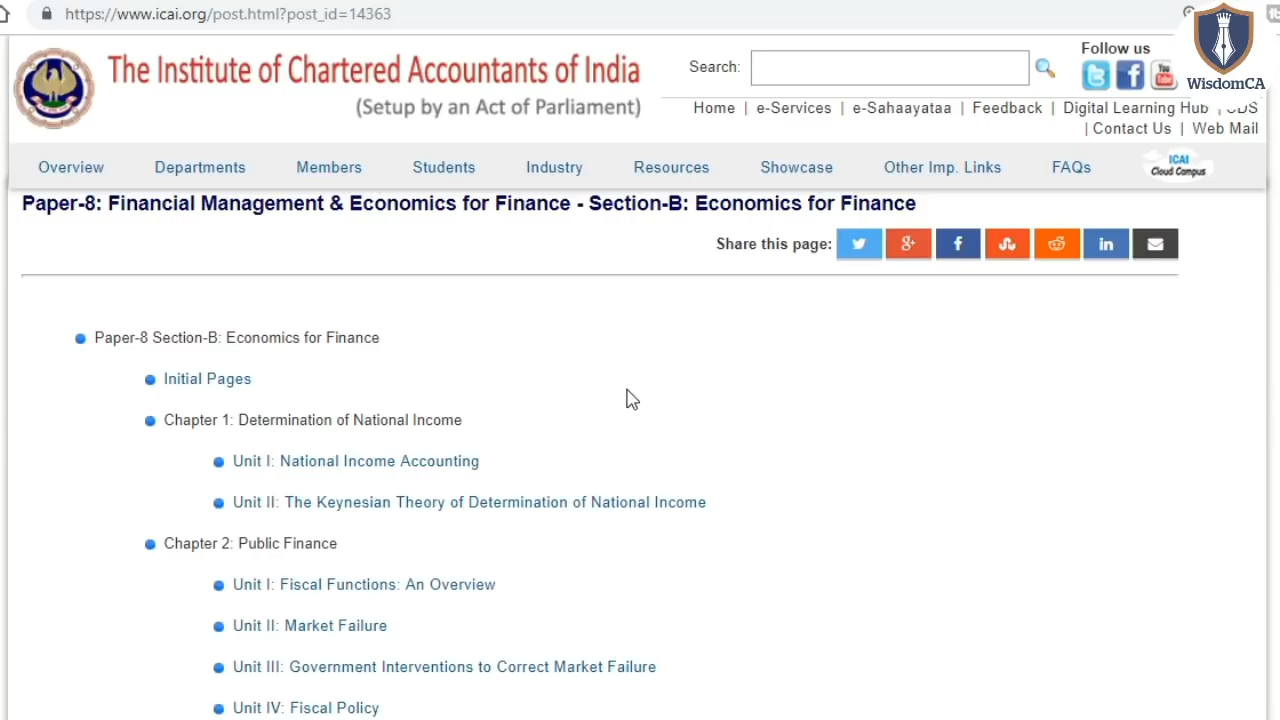 https://www.icai.org/post.html?post_id=14363
The Institute of Chartered Accountants of India
(Setup by an Act of Parliament)
Search:
Follow us
You
WisdomCA
Home | e-Services | e-Sahaayataa | Feedback | Digital Learning Hub
| Contact Us | Web Mail
Overview Departments Members Students Industry Resources Showcase Other Imp. Links FAQs ICAI Cloud Campus
Paper-8: Financial Management & Economics for Finance - Section-B: Economics for Finance
Share this page:
Paper-8 Section-B: Economics for Finance
Initial Pages
Chapter 1: Determination of National Income
Unit I: National Income Accounting
Unit II: The Keynesian Theory of Determination of National Income
Chapter 2: Public Finance
Unit I: Fiscal Functions: An Overview
Unit II: Market Failure
Unit III: Government Interventions to Correct Market Failure
Unit IV: Fiscal Policy